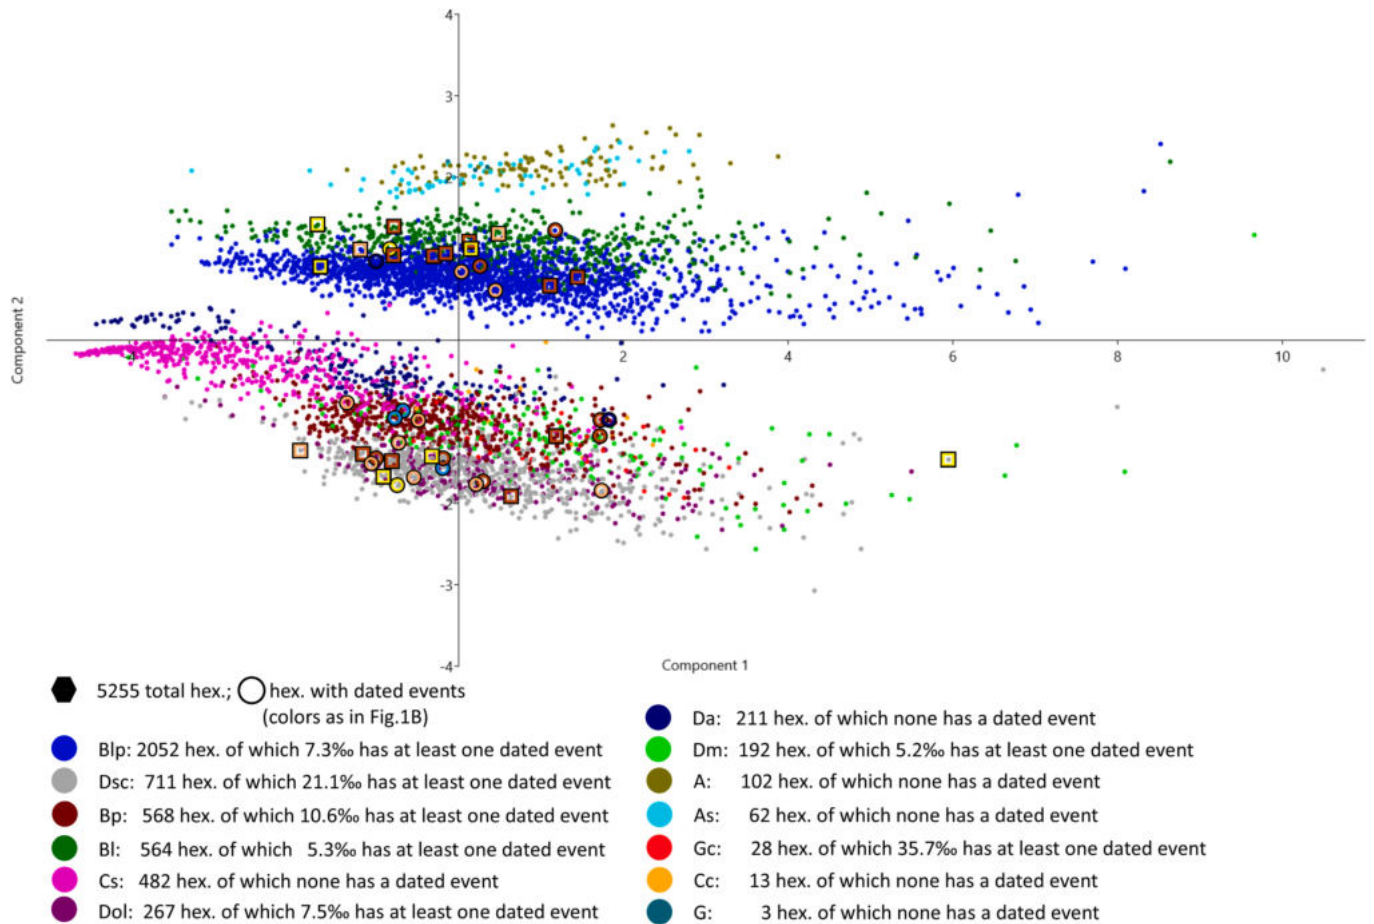 4
3
2
Component 2
-4
-2
2
4
6
8
10
-2
-3
-4
Component 1
5255 total hex.; hex. with dated events
(colors as in Fig.1B)
Blp: 2052 hex. of which 7.3‰ has at least one dated event
Dsc: 711 hex. of which 21.1‰ has at least one dated event
Bp: 568 hex. of which 10.6‰ has at least one dated event
Bl: 564 hex. of which 5.3‰ has at least one dated event
Cs: 482 hex. of which none has a dated event
Dol: 267 hex. of which 7.5‰ has at least one dated event
Da: 211 hex. of which none has a dated event
Dm: 192 hex. of which 5.2‰ has at least one dated event
A: 102 hex. of which none has a dated event
As: 62 hex. of which none has a dated event
Gc: 28 hex. of which 35.7‰ has at least one dated event
Cc: 13 hex. of which none has a dated event
G: 3 hex. of which none has a dated event